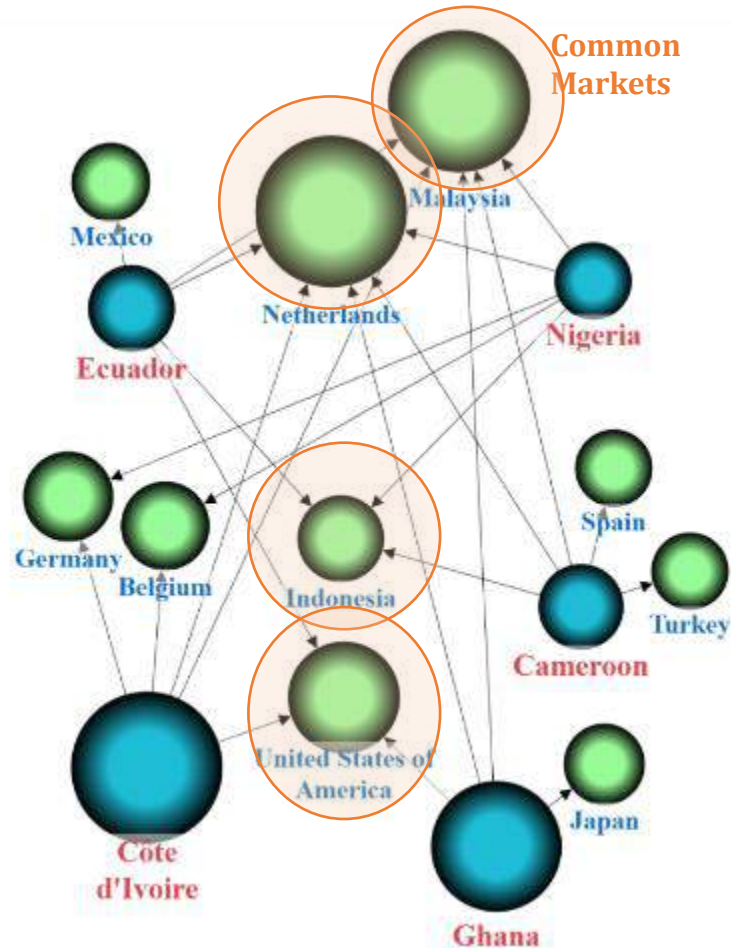 Common
Markets
Malaysia
Mexico
Netherlands
Nigeria
Ecuador
Spain
Germany
Belgium
Indonesia
Turkey
Cameroon
United States of
America
Japan
Côte
d'Ivoire
Ghana